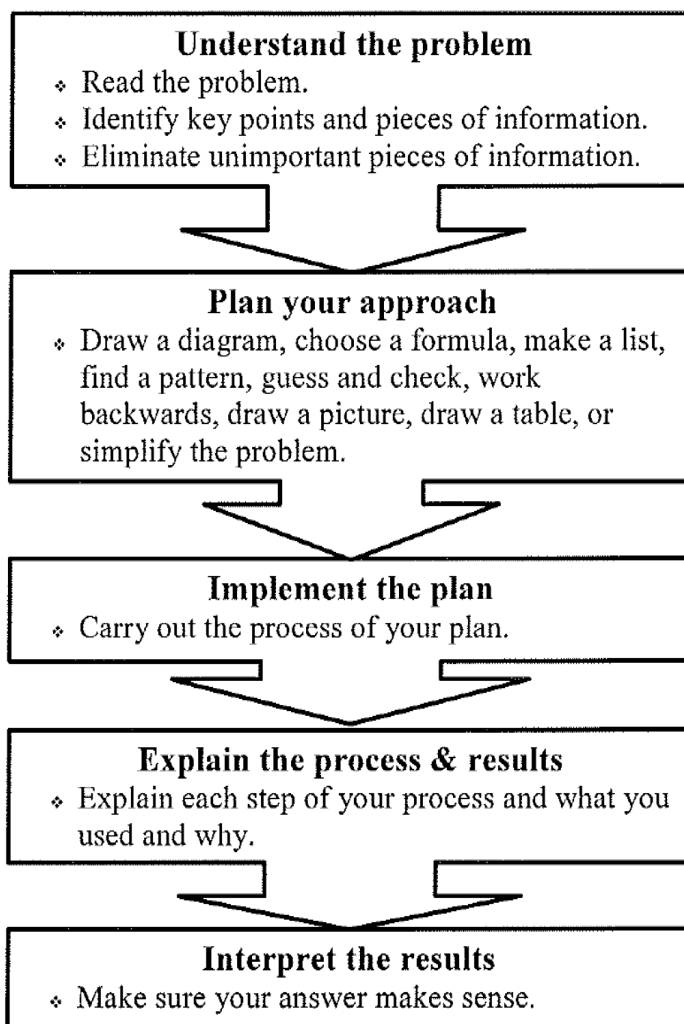 Understand the problem
❖ Read the problem.
❖ Identify key points and pieces of information.
❖ Eliminate unimportant pieces of information.
Plan your approach
❖ Draw a diagram, choose a formula, make a list,
find a pattern, guess and check, work
backwards, draw a picture, draw a table, or
simplify the problem.
Implement the plan
❖ Carry out the process of your plan.
Explain the process & results
❖ Explain each step of your process and what you
used and why.
Interpret the results
❖ Make sure your answer makes sense.